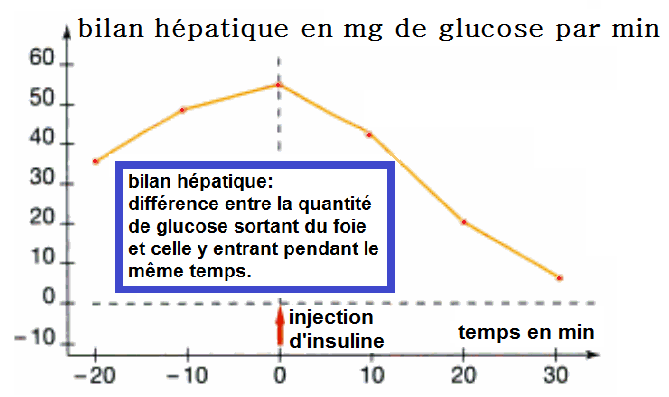 bilan hépatique en mg de glucose par min
60
50
40
30
20
10
0
-10
bilan hépatique:
différence entre la quantité
de glucose sortant du foie
et celle y entrant pendant le
même temps.
injection
d'insuline
temps en min
-20 -10 0 10 20 30